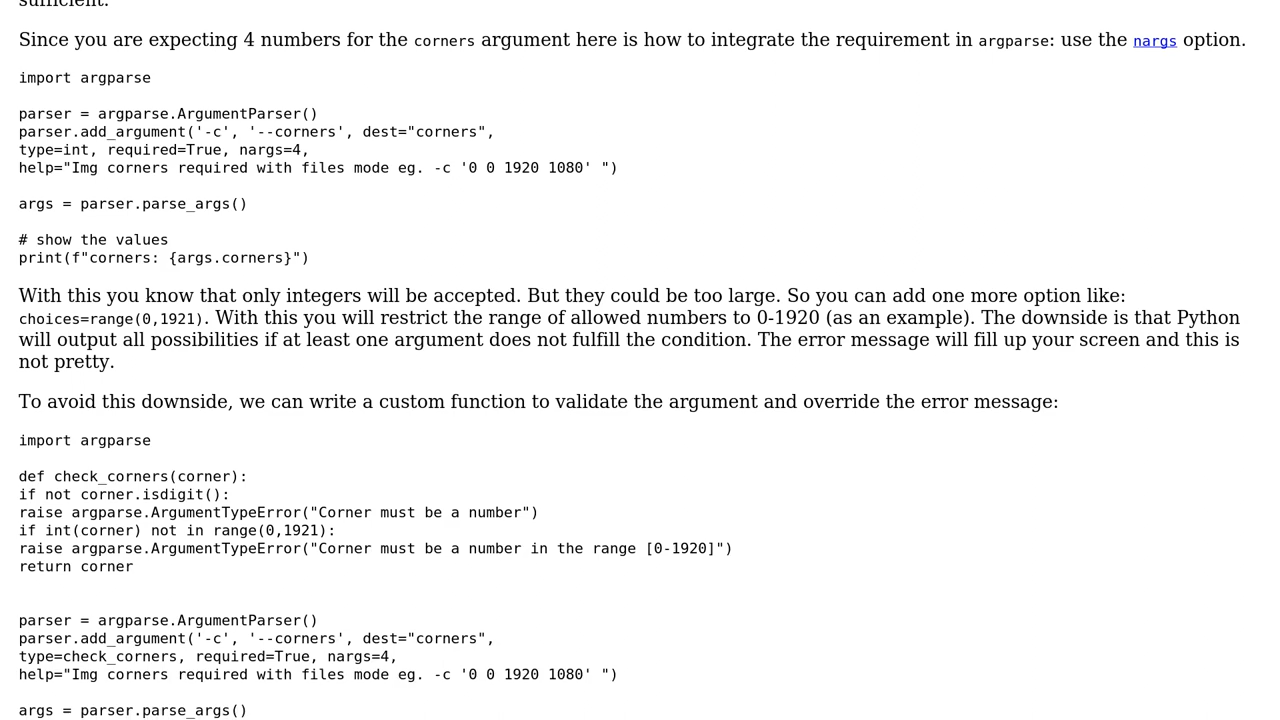 sufficient.
Since you are expecting 4 numbers for the corners argument here is how to integrate the requirement in argparse: use the nargs option.
import argparse
parser = argparse.ArgumentParser()
parser.add_argument('-c', '--corners', dest="corners",
type=int, required=True, nargs=4,
help="Img corners required with files mode eg. -c '0 0 1920 1080' ")
args = parser.parse_args()
# show the values
print(f"corners: {args.corners}")
With this you know that only integers will be accepted. But they could be too large. So you can add one more option like:
choices=range(0,1921). With this you will restrict the range of allowed numbers to 0-1920 (as an example). The downside is that Python
will output all possibilities if at least one argument does not fulfill the condition. The error message will fill up your screen and this is
not pretty.
To avoid this downside, we can write a custom function to validate the argument and override the error message:
import argparse
def check_corners(corner):
if not corner.isdigit():
raise argparse.ArgumentTypeError("Corner must be a number")
if int(corner) not in range(0,1921):
raise argparse.ArgumentTypeError("Corner must be a number in the range [0-1920]")
return corner
parser = argparse.ArgumentParser()
parser.add_argument('-c', '--corners', dest="corners",
type=check_corners, required=True, nargs=4,
help="Img corners required with files mode eg. -c '0 0 1920 1080' ")
args = parser.parse_args()